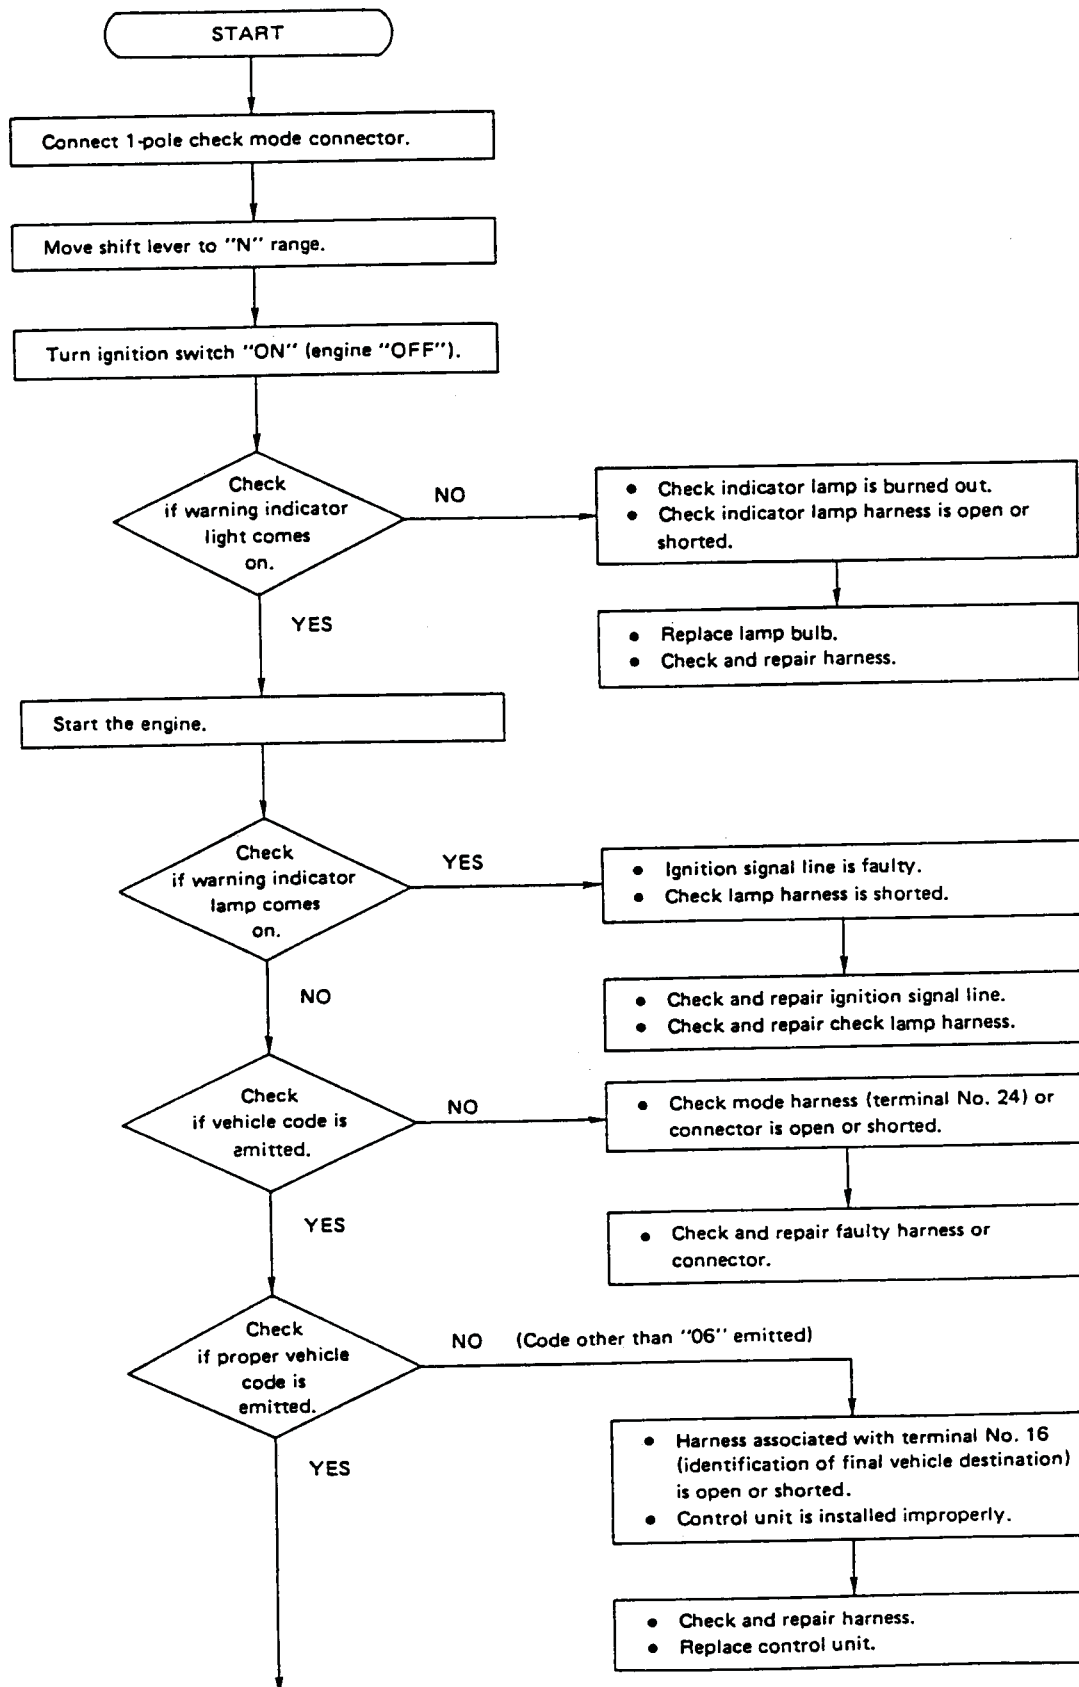 START
Connect 1-pole check mode connector.
Move shift lever to "N" range.
Turn ignition switch "ON" (engine "OFF").
Check
if warning indicator
light comes
on.
NO
• Check indicator lamp is burned out.
• Check indicator lamp harness is open or
shorted.
YES
• Replace lamp bulb.
• Check and repair harness.
Start the engine.
Check
if warning indicator
lamp comes
on.
YES
• Ignition signal line is faulty.
• Check lamp harness is shorted.
NO
• Check and repair ignition signal line.
• Check and repair check lamp harness.
Check
if vehicle code is
amitted.
NO
• Check mode harness (terminal No. 24) or
connector is open or shorted.
YES
• Check and repair faulty harness or
connector.
Check
if proper vehicle
code is
emitted.
NO (Code other than "06" emitted)
YES
• Harness associated with terminal No. 16
(identification of final vehicle destination)
is open or shorted.
• Control unit is installed improperly.
• Check and repair harness.
• Replace control unit.